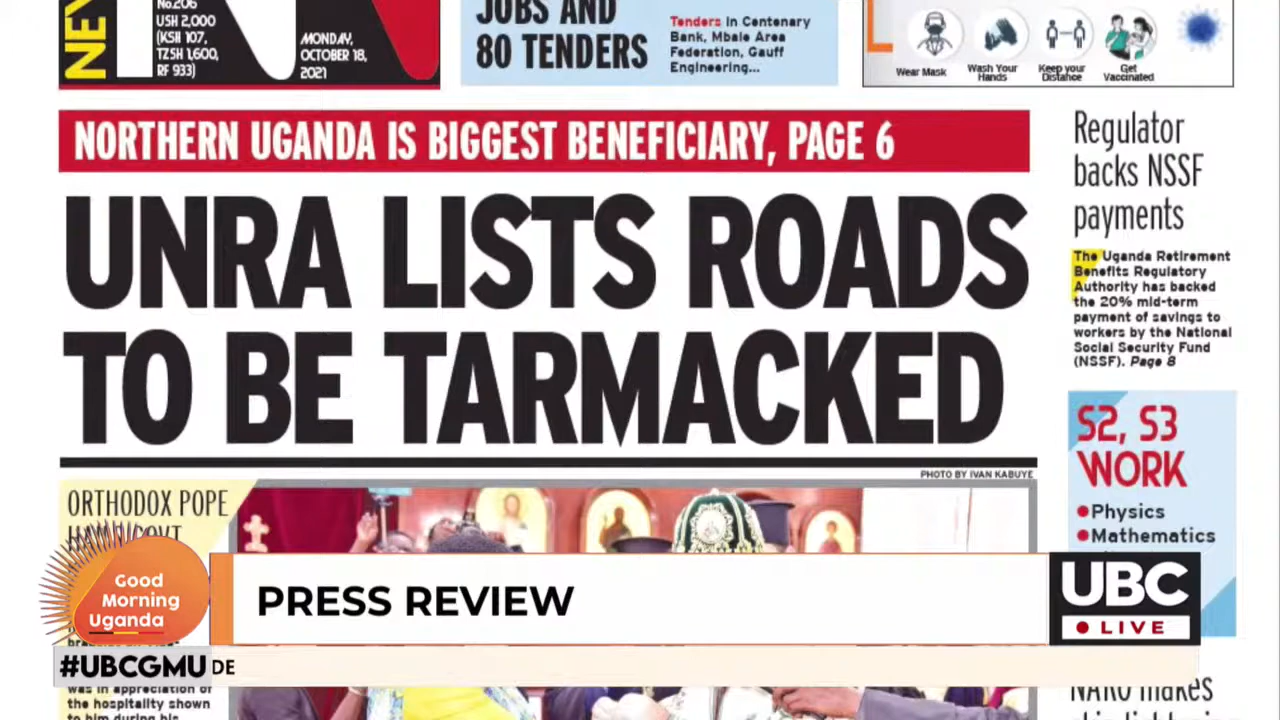 NEW
No.206
USH 2,000
(KSH 107,
TZSH 1,600,
RF 933)
MONDAY,
OCTOBER 18,
2021
JOBS AND
80 TENDERS
Tenders in Centenary
Bank, Mbale Area
Federation, Gauff
Engineering...
Wear Mask
Wash Your
Hands
Keep your
Distance
Get
Vaccinated
NORTHERN UGANDA IS BIGGEST BENEFICIARY, PAGE 6
UNRA LISTS ROADS
TO BE TARMACKED
Regulator
backs NSSF
payments
The Uganda Retirement
Benefits Regulatory
Authority has backed
the 20% mid-term
payment of savings to
workers by the National
Social Security Fund
(NSSF). Page 8
S2, S3
WORK
Physics
Mathematics
PHOTO BY IVAN KABUYE
ORTHODOX POPE
Good
Morning
Uganda
PRESS REVIEW
UBC
LIVE
#UBCGMU
DE
was in appreciation of
the hospitality shown
to him during his
NARO makes